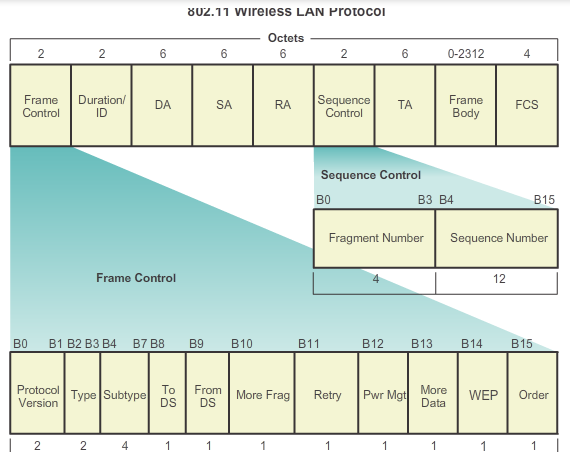 802.11 Wireless LAN Protocol
Octets
2 2 6 6 6 2 6 0-2312 4
Frame Control Duration/ ID DA SA RA Sequence Control TA Frame Body FCS
Sequence Control
B0 B3 B4 B15
Fragment Number Sequence Number
4 12
Frame Control
B0 B1 B2 B3 B4 B7 B8 B9 B10 B11 B12 B13 B14 B15
Protocol Version Type Subtype To DS From DS More Frag Retry Pwr Mgt More Data WEP Order
2 2 4 1 1 1 1 1 1 1 1